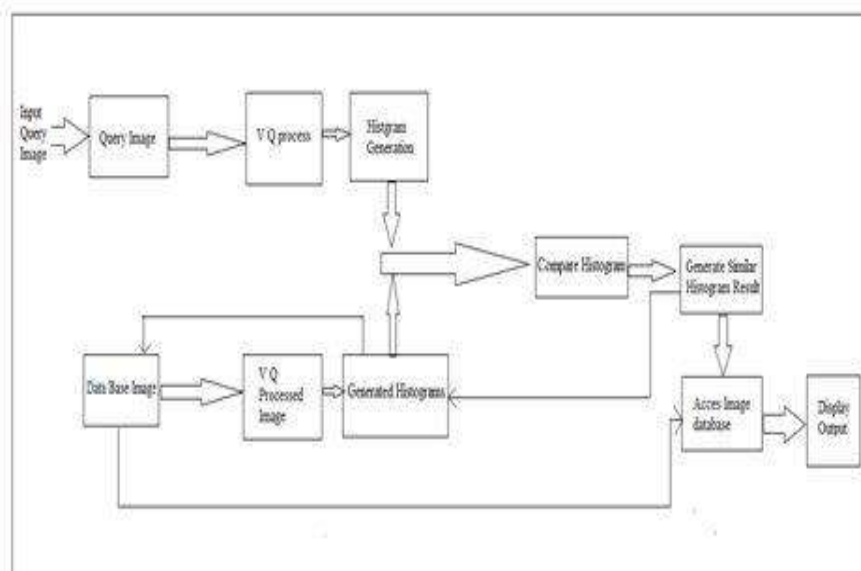 Input
Query
Image
Query Image
V Q process
Histgram
Generation
Compare Histogram
Generate Similar
Histogram Result
Data Base Image
V Q
Processed
Image
Generated Histograms
Acces Image
database
Display
Output